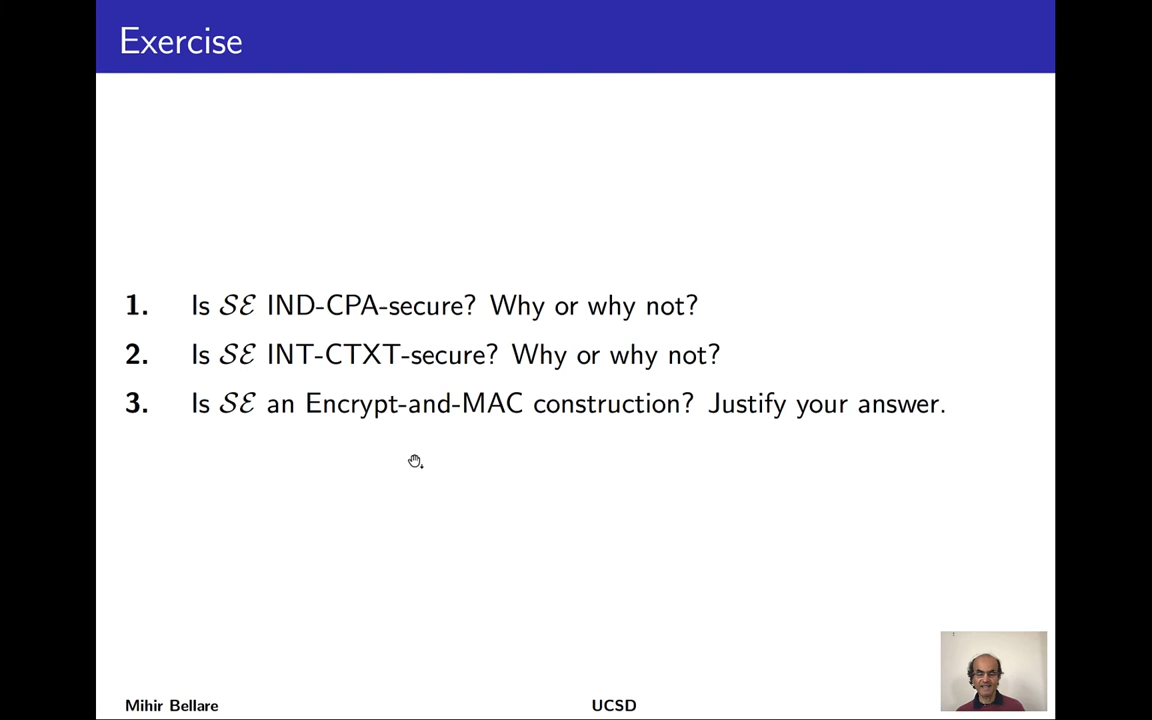 Exercise
1. Is 𝒮ℰ IND-CPA-secure? Why or why not?
2. Is 𝒮ℰ INT-CTXT-secure? Why or why not?
3. Is 𝒮ℰ an Encrypt-and-MAC construction? Justify your answer.
Mihir Bellare UCSD